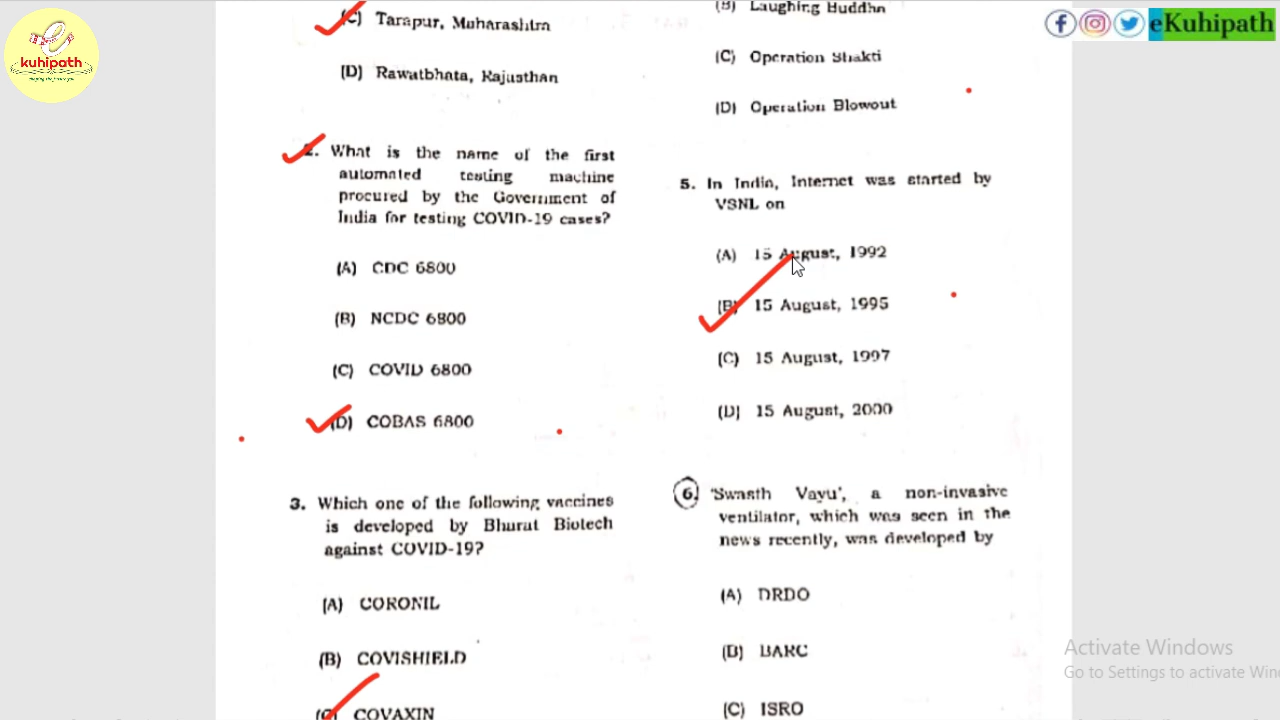 kuhipath
(C) Tarapur, Maharashtra
(D) Rawatbhata, Rajasthan
2. What is the name of the first
automated testing machine
procured by the Government of
India for testing COVID-19 cases?
(A) CDC 6800
(B) NCDC 6800
(C) COVID 6800
(D) COBAS 6800
3. Which one of the following vaccines
is developed by Bharat Biotech
against COVID-19?
(A) CORONIL
(B) COVISHIELD
(C) COVAXIN
(B) Laughing Buddha
(C) Operation Shakti
(D) Operation Blowout
5. In India, Internet was started by
VSNL on
(A) 15 August, 1992
(B) 15 August, 1995
(C) 15 August, 1997
(D) 15 August, 2000
6. 'Swasth Vayu', a non-invasive
ventilator, which was seen in the
news recently, was developed by
(A) DRDO
(B) BARC
(C) ISRO
eKuhipath
Activate Windows
Go to Settings to activate Win